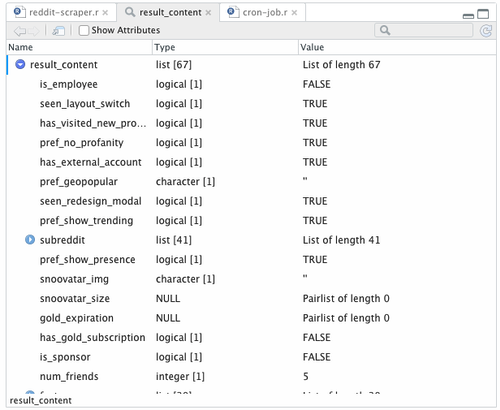 reddit-scraper.r × result_content × cron-job.r ×
Show Attributes
Name Type Value
result_content list [67] List of length 67
is_employee logical [1] FALSE
seen_layout_switch logical [1] TRUE
has_visited_new_pro... logical [1] TRUE
pref_no_profanity logical [1] TRUE
has_external_account logical [1] TRUE
pref_geopopular character [1] ''
seen_redesign_modal logical [1] TRUE
pref_show_trending logical [1] TRUE
subreddit list [41] List of length 41
pref_show_presence logical [1] TRUE
snoovatar_img character [1] ''
snoovatar_size NULL Pairlist of length 0
gold_expiration NULL Pairlist of length 0
has_gold_subscription logical [1] FALSE
is_sponsor logical [1] FALSE
num_friends integer [1] 5
result_content